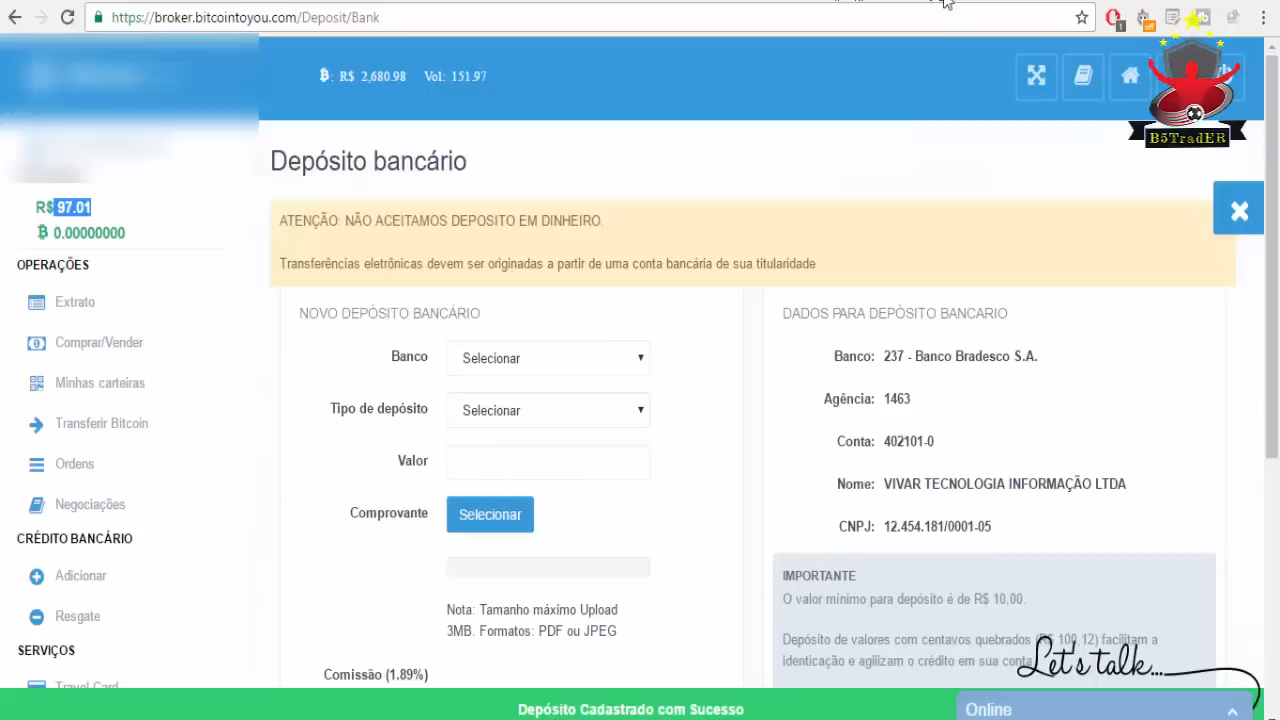 https://broker.bitcointoyou.com/Deposit/Bank
฿: R$ 2,680.98 Vol: 151.97
B5TradER
Depósito bancário
R$ 97.01
฿ 0.00000000
ATENÇÃO: NÃO ACEITAMOS DEPOSITO EM DINHEIRO.
Transferências eletrônicas devem ser originadas a partir de uma conta bancária de sua titularidade
OPERAÇÕES
Extrato
Comprar/Vender
Minhas carteiras
Transferir Bitcoin
Ordens
Negociações
CRÉDITO BANCÁRIO
Adicionar
Resgate
SERVIÇOS
Travel Card
NOVO DEPÓSITO BANCÁRIO
Banco Selecionar
Tipo de depósito Selecionar
Valor
Comprovante Selecionar
Nota: Tamanho máximo Upload
3MB. Formatos: PDF ou JPEG
Comissão (1.89%)
DADOS PARA DEPÓSITO BANCARIO
Banco: 237 - Banco Bradesco S.A.
Agência: 1463
Conta: 402101-0
Nome: VIVAR TECNOLOGIA INFORMAÇÃO LTDA
CNPJ: 12.454.181/0001-05
IMPORTANTE
O valor mínimo para depósito é de R$ 10,00.
Depósito de valores com centavos quebrados (R$ 100,12) facilitam a
identicação e agilizam o crédito em sua conta
Let's talk...
Depósito Cadastrado com Sucesso
Online